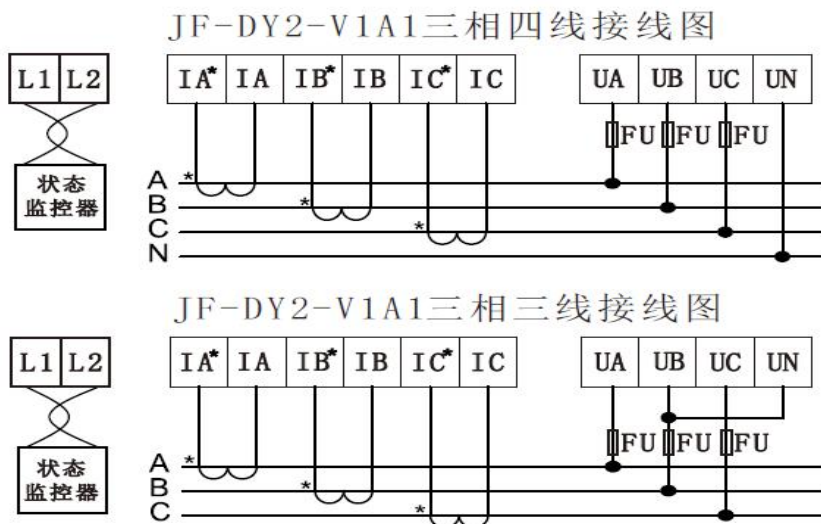 JF-DY2-V1A1三相四线接线图
L1 L2 IA* IA IB* IB IC* IC UA UB UC UN
FU FU FU
状态
监控器
A *
B *
C *
N
JF-DY2-V1A1三相三线接线图
L1 L2 IA* IA IB* IB IC* IC UA UB UC UN
FU FU FU
状态
监控器
A *
B *
C *